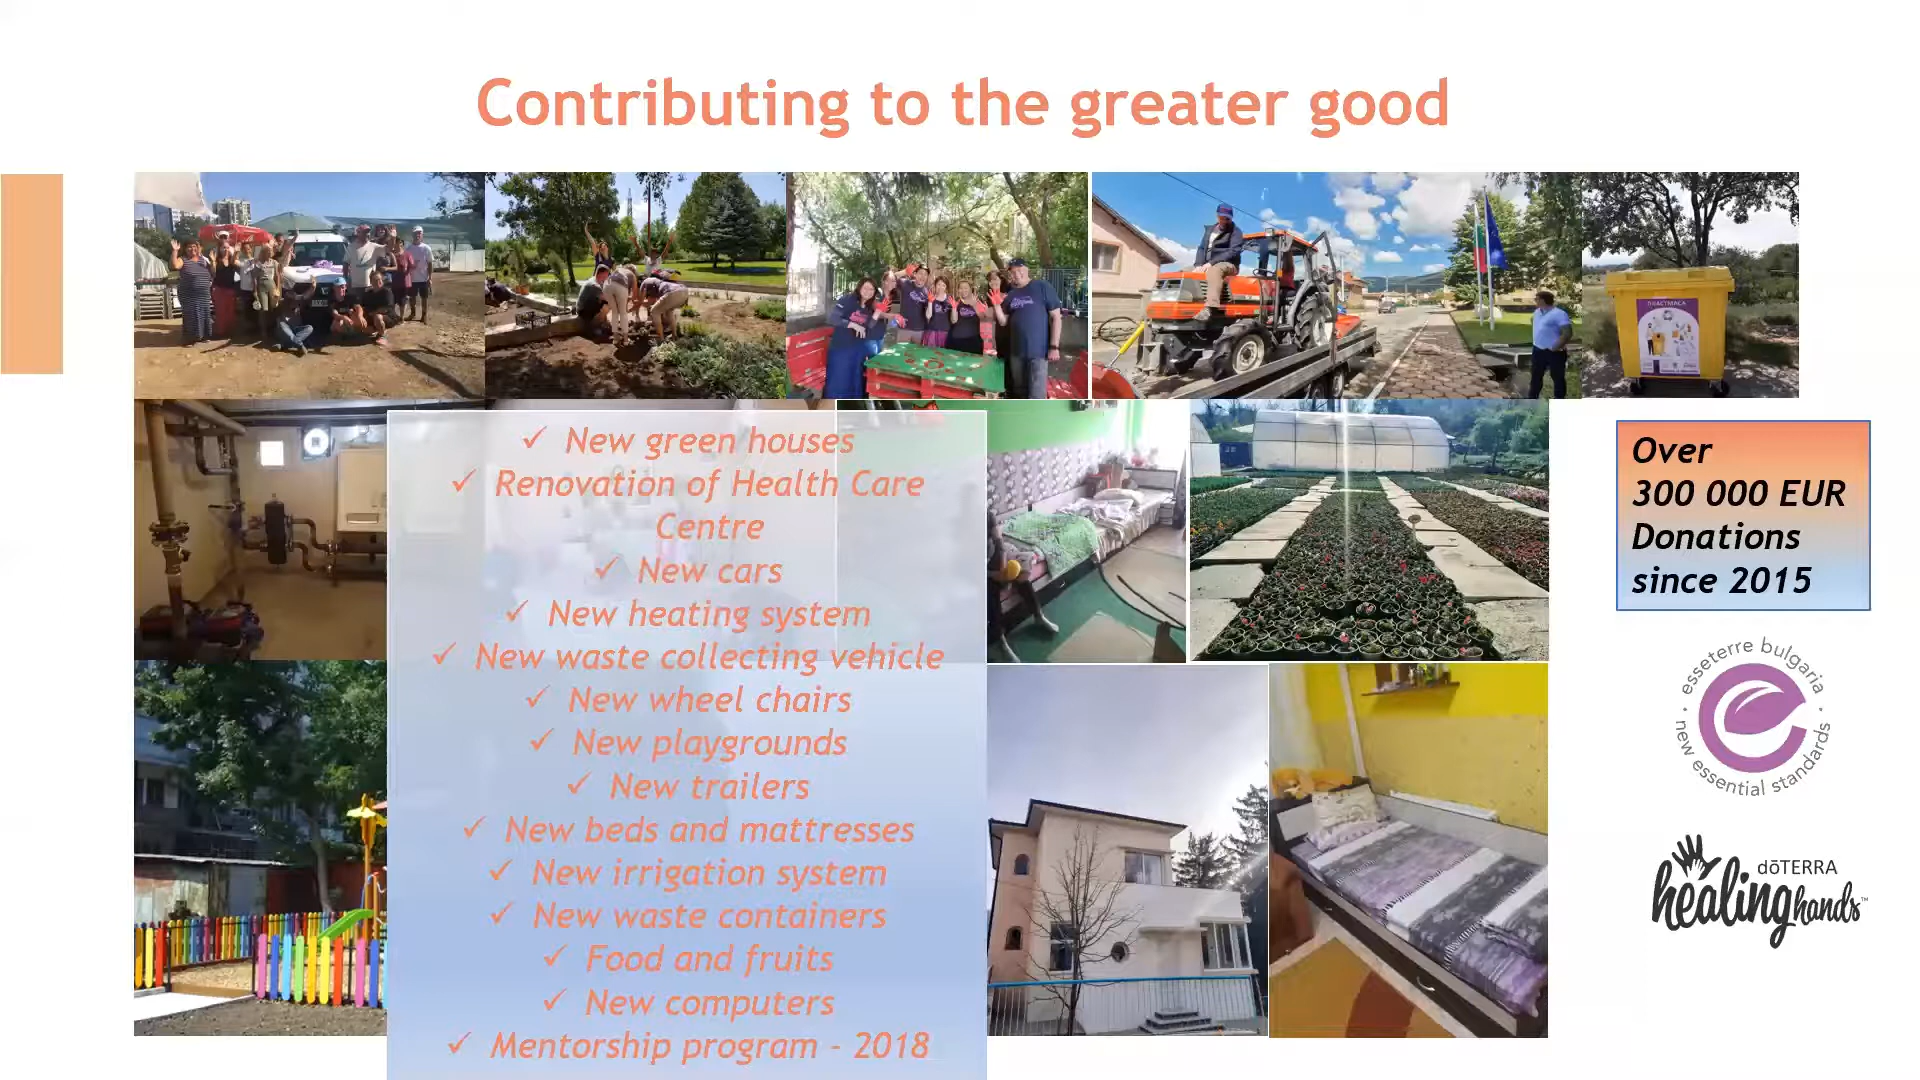 Contributing to the greater good
ПЛАСТМАСА
✓ New green houses
✓ Renovation of Health Care
Centre
✓ New cars
✓ New heating system
✓ New waste collecting vehicle
✓ New wheel chairs
✓ New playgrounds
✓ New trailers
✓ New beds and mattresses
✓ New irrigation system
✓ New waste containers
✓ Food and fruits
✓ New computers
✓ Mentorship program - 2018
Over
300 000 EUR
Donations
since 2015
esseterre bulgaria
new essential standards
dōTERRA
healing hands™